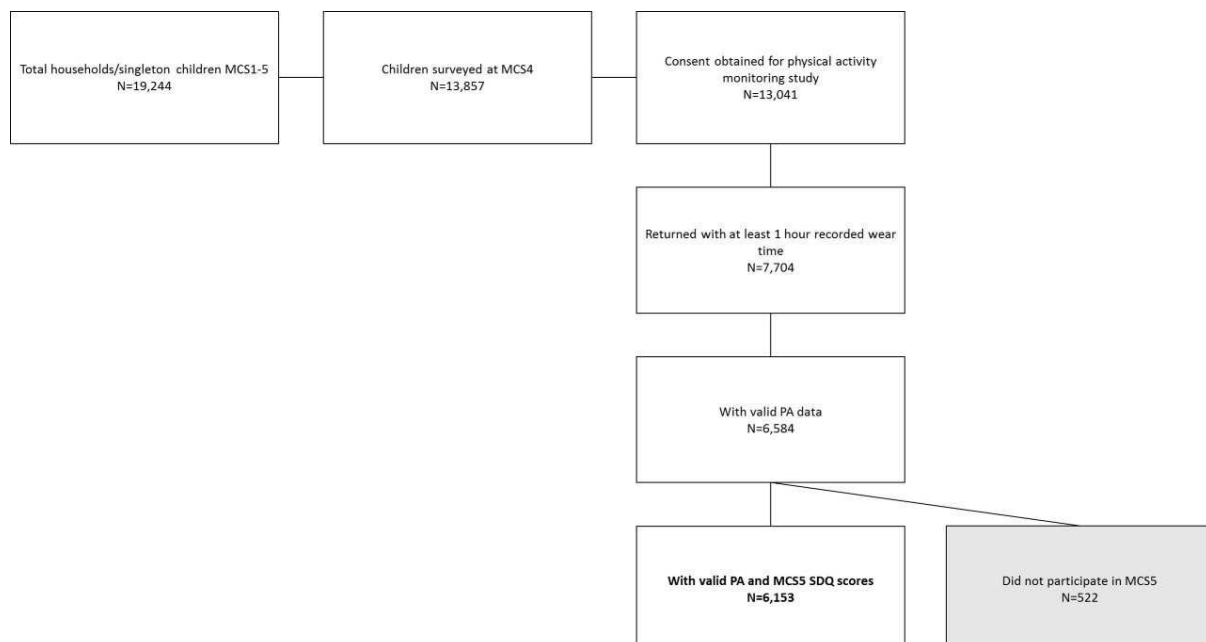 Total households/singleton children MCS1-5
N=19,244
Children surveyed at MCS4
N=13,857
Consent obtained for physical activity
monitoring study
N=13,041
Returned with at least 1 hour recorded wear
time
N=7,704
With valid PA data
N=6,584
With valid PA and MCS5 SDQ scores
N=6,153
Did not participate in MCS5
N=522